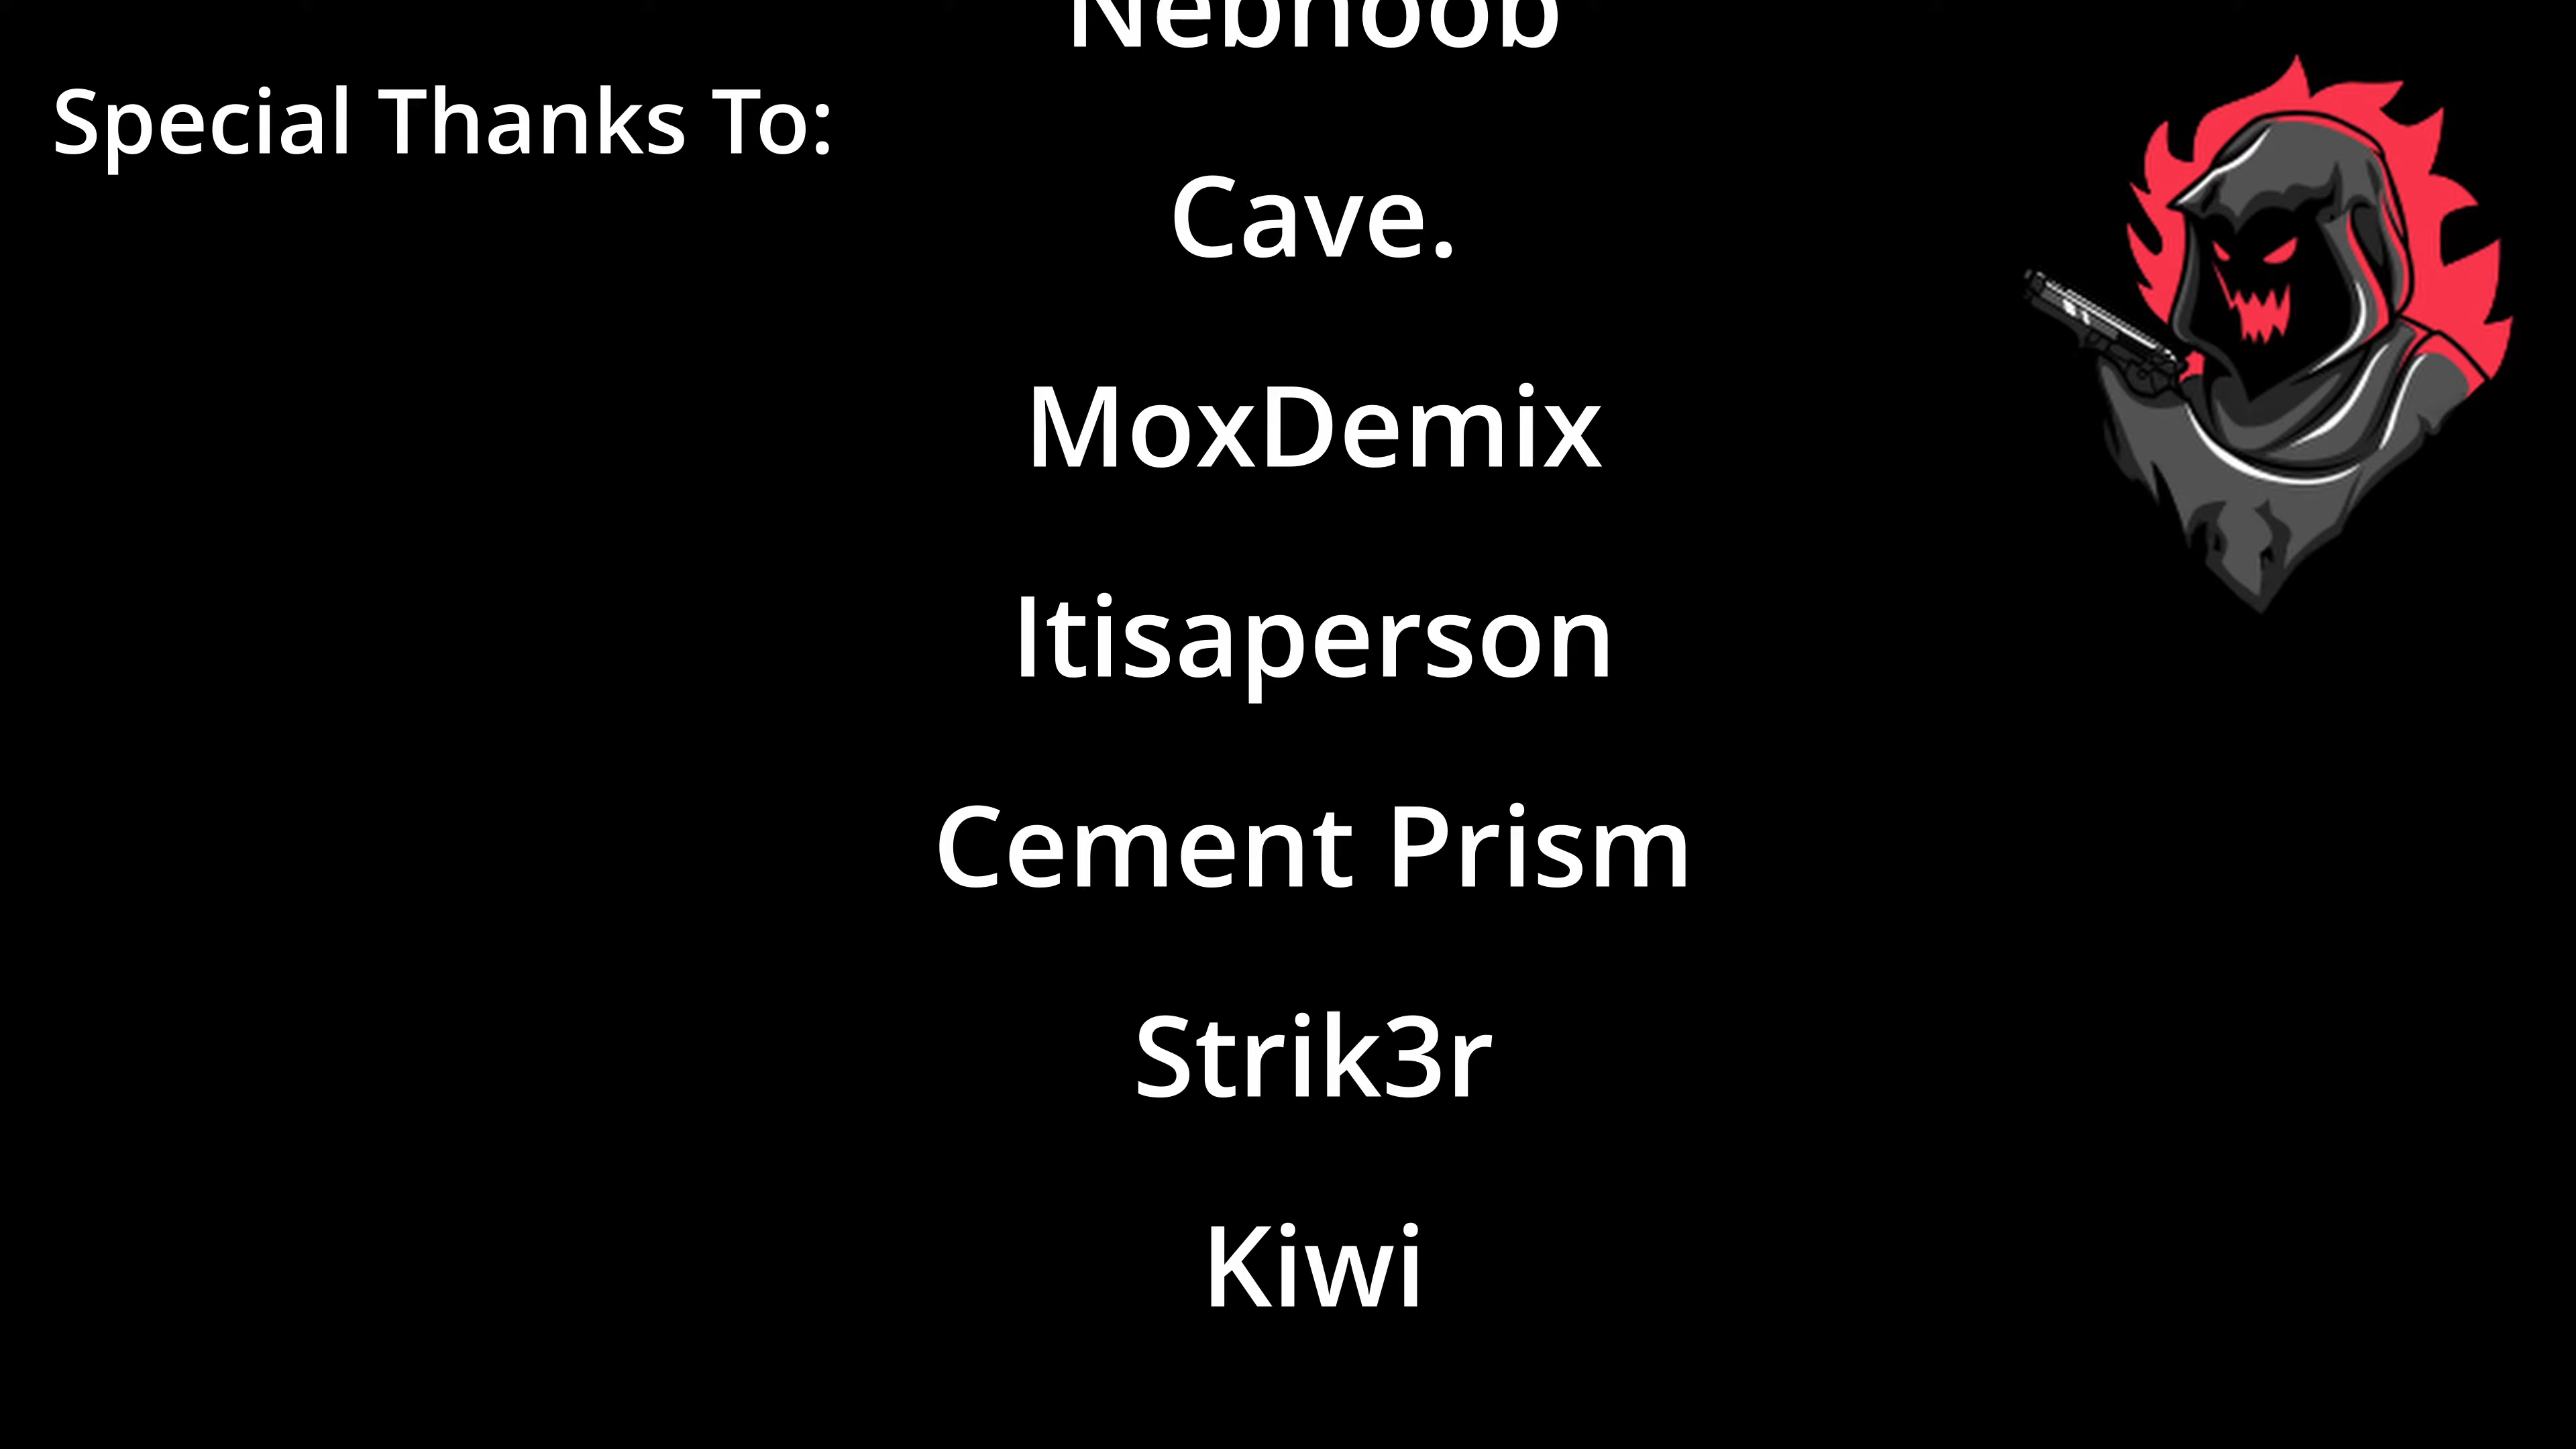 Special Thanks To:
Cave.
MoxDemix
Itisaperson
Cement Prism
Strik3r
Kiwi